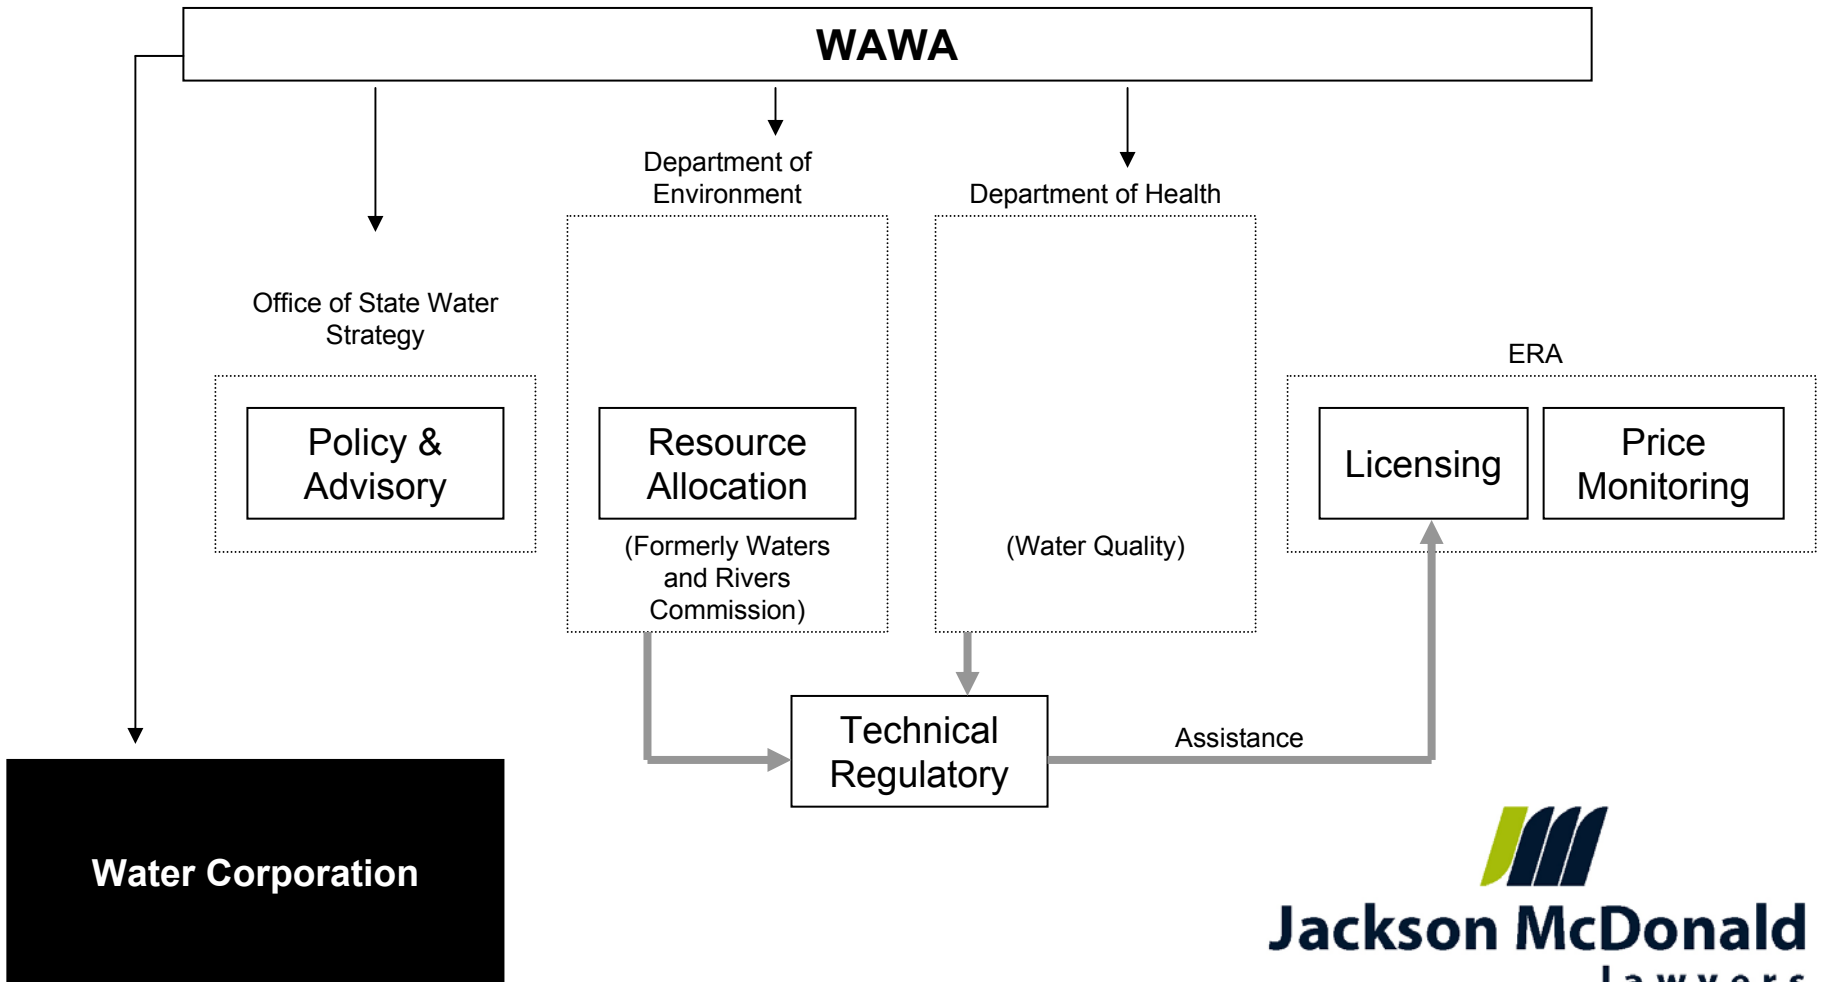 WAWA
Department of
Environment
Department of Health
Office of State Water
Strategy
ERA
Policy &
Advisory
Resource
Allocation
Licensing
Price
Monitoring
(Formerly Waters
and Rivers
Commission)
(Water Quality)
Technical
Regulatory
Assistance
Water Corporation
Jackson McDonald
Lawyers